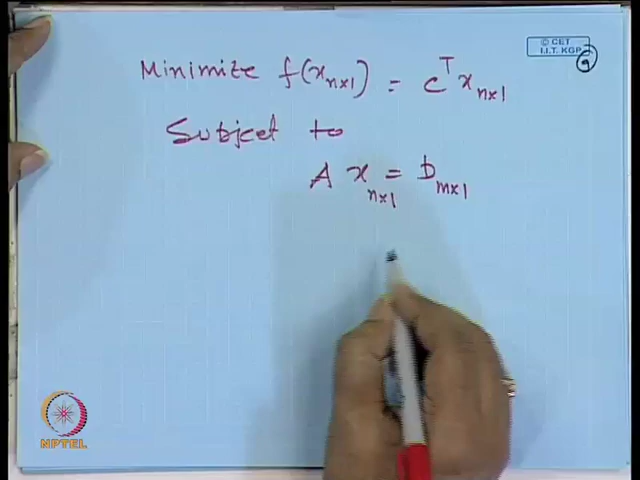 © CET
I.I.T. KGP
9
Minimize f(x_{n×1}) = c^T x_{n×1}
Subject to
A x_{n×1} = b_{m×1}
NPTEL